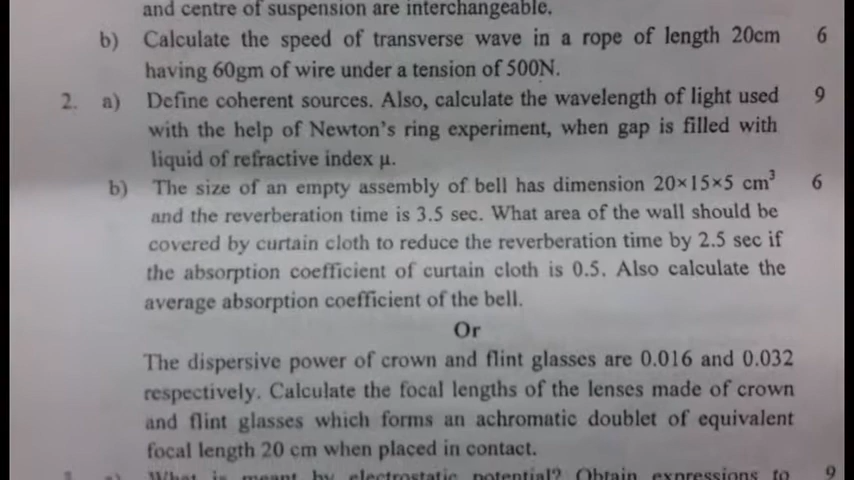 and centre of suspension are interchangeable.
b) Calculate the speed of transverse wave in a rope of length 20cm 6
having 60gm of wire under a tension of 500N.
2. a) Define coherent sources. Also, calculate the wavelength of light used 9
with the help of Newton's ring experiment, when gap is filled with
liquid of refractive index μ.
b) The size of an empty assembly of bell has dimension 20×15×5 cm³ 6
and the reverberation time is 3.5 sec. What area of the wall should be
covered by curtain cloth to reduce the reverberation time by 2.5 sec if
the absorption coefficient of curtain cloth is 0.5. Also calculate the
average absorption coefficient of the bell.
Or
The dispersive power of crown and flint glasses are 0.016 and 0.032
respectively. Calculate the focal lengths of the lenses made of crown
and flint glasses which forms an achromatic doublet of equivalent
focal length 20 cm when placed in contact.
What is meant by electrostatic potential? Obtain expressions to 9